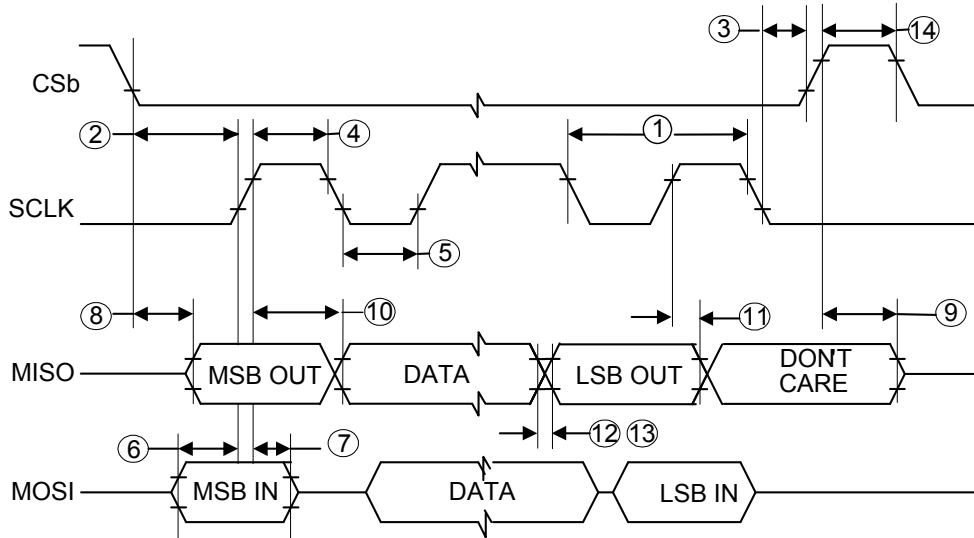 ③ ⑭
CSb
② ④ ①
SCLK
⑤
⑧ ⑩ ⑪ ⑨
MISO MSB OUT DATA LSB OUT DON'T CARE
⑥ ⑦ ⑫ ⑬
MOSI MSB IN DATA LSB IN